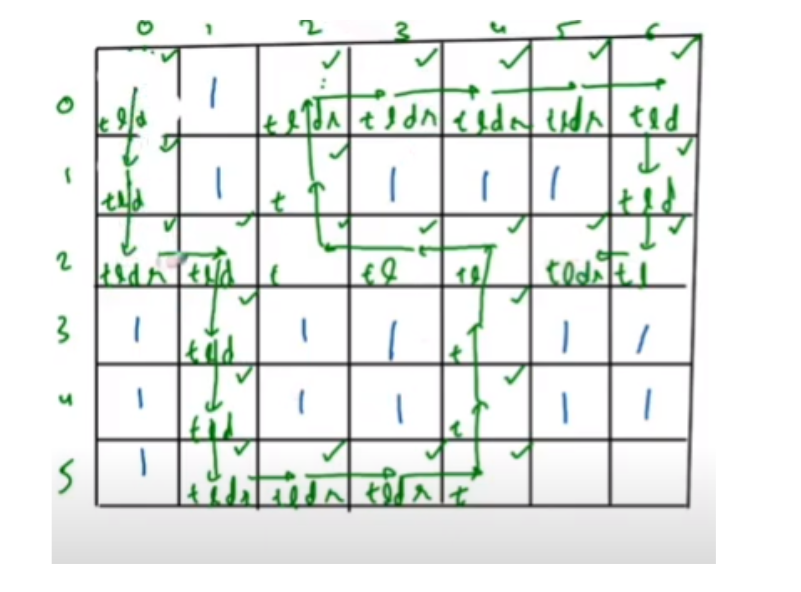 0 1 2 3 4 5 6
0 tld 1 tldr tldr tldr tldr tld
1 tld 1 t 1 1 1 tld
2 tldr tld t tl tl tldr tl
3 1 tld 1 1 t 1 1
4 1 tld 1 1 t 1 1
5 1 tldr tldr tldr t